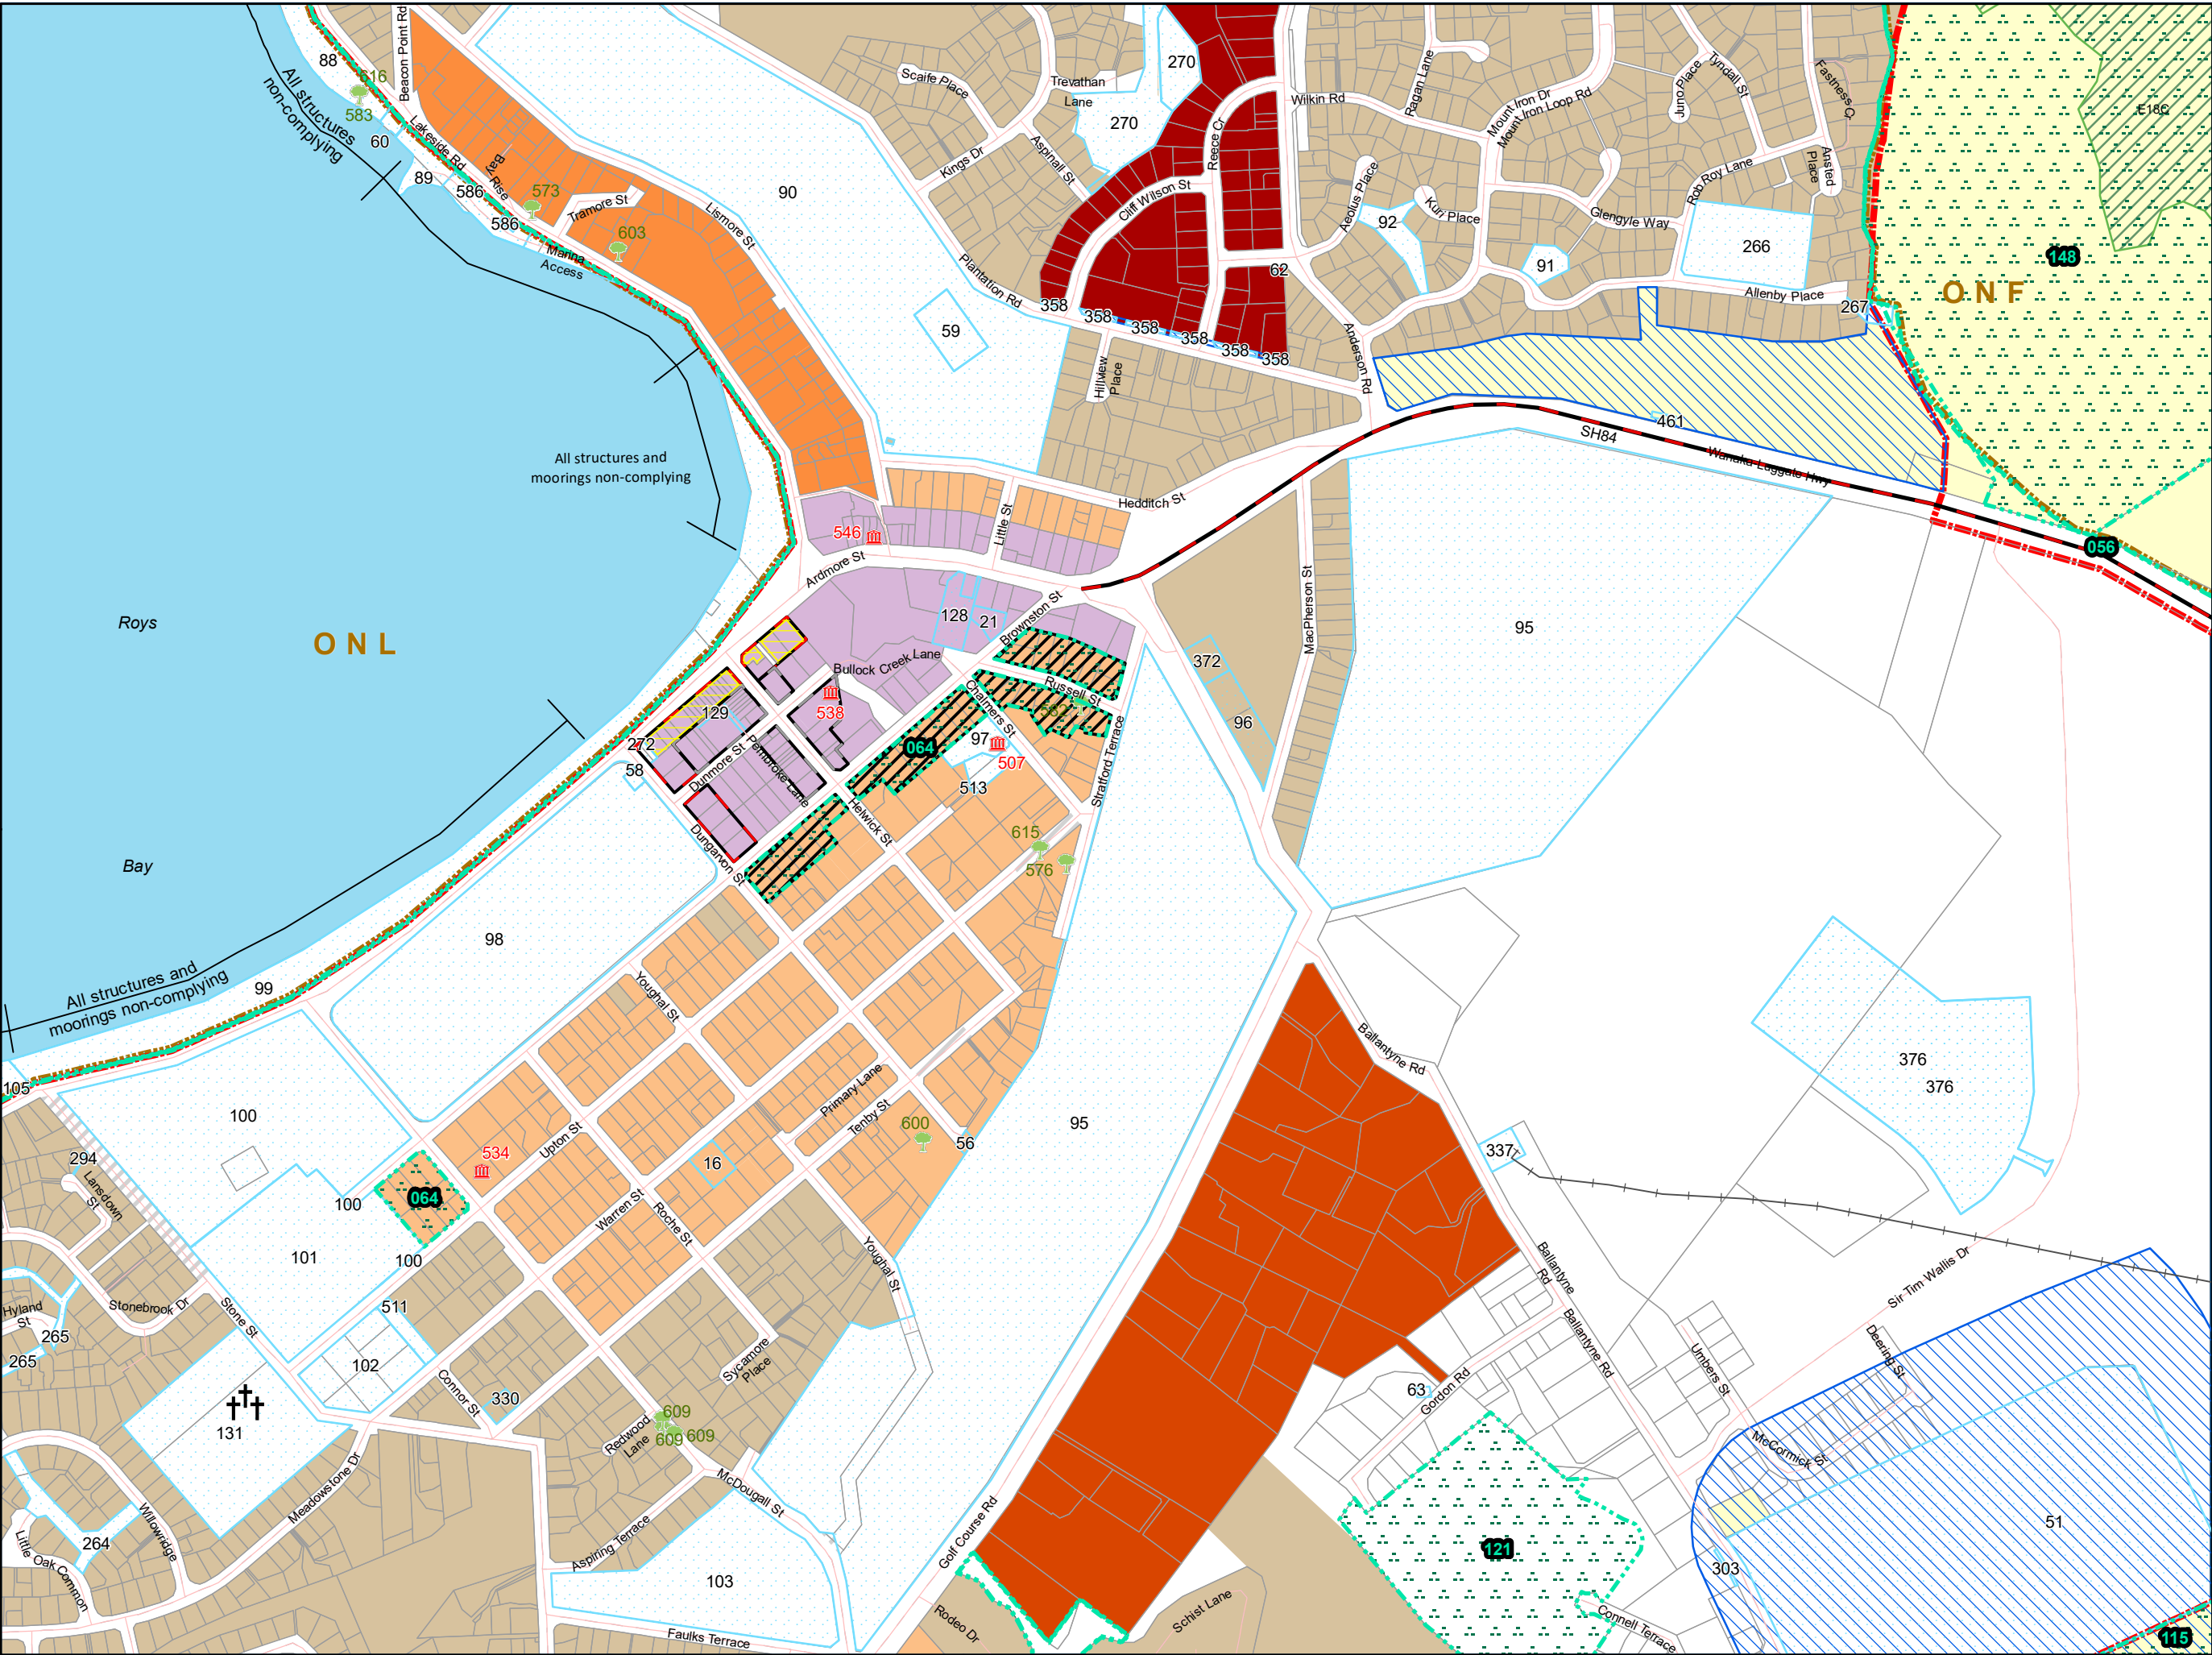 88
616
583
60
89
586
586
All structures
non-complying
Beacon Point Rd
Lakeside Rd
Bay Rise
573
Tramore St
603
Marina
Access
Lismore St
90
Scaife Place
Trevathan
Lane
270
270
Kings Dr
Aspinall St
Plantation Rd
59
Reece Cr
Cliff Wilson St
62
358
358
358
358
358
358
Hillview
Place
Wilkin Rd
Ragan Lane
Mount Iron Dr
Mount Iron Loop Rd
Juno Place
Tyndall St
Aeolus Place
Kurr Place
92
91
Glengyle Way
Rob Roy Lane
Ansted
Place
266
Allenby Place
267
Anderson Rd
E18C
148
ONF
461
SH84
Wanaka Luggate Hwy
056
All structures and
moorings non-complying
Hedditch St
Little St
546
Ardmore St
128
21
Brownston St
Bullock Creek Lane
Russell St
Chalmers St
MacPherson St
95
372
96
Roys
ONL
Bay
129
538
272
58
Dunmore St
Pembroke Lane
064
97
507
513
Stratford Terrace
Helwick St
Dungarvon St
615
576
98
99
All structures and
moorings non-complying
105
100
Youghal St
Primary Lane
Tenby St
600
56
95
Ballantyne Rd
376
376
337
294
Lansdown
St
534
Upton St
16
064
100
100
101
Warren St
Roche St
Youghal St
Hyland
St
Stonebrook Dr
Stone St
511
265
265
102
131
Connor St
330
Sycamore
Place
Redwood
Lane
609
609
609
McDougall St
Meadowstone Dr
Willowridge
264
Little Oak Common
Aspiring Terrace
103
Faulks Terrace
Golf Course Rd
Rodeo Dr
Schist Lane
Ballantyne
Rd
Ballantyne Rd
63
Gordon Rd
Umbers St
Sir Tim Wallis Dr
Deering St
McCormick St
51
303
121
Connell Terrace
115